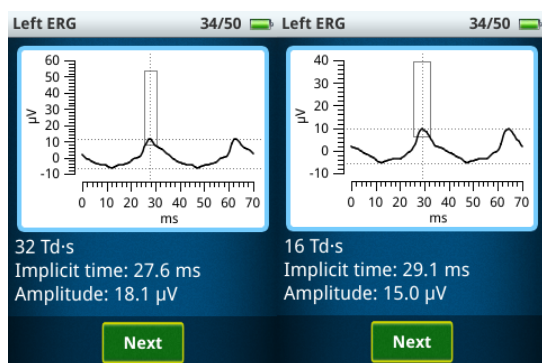 Left ERG 34/50
60
50
40
30
20
10
0
-10
µV
0 10 20 30 40 50 60 70
ms
32 Td·s
Implicit time: 27.6 ms
Amplitude: 18.1 µV
Next
Left ERG 34/50
40
30
20
10
0
-10
µV
0 10 20 30 40 50 60 70
ms
16 Td·s
Implicit time: 29.1 ms
Amplitude: 15.0 µV
Next